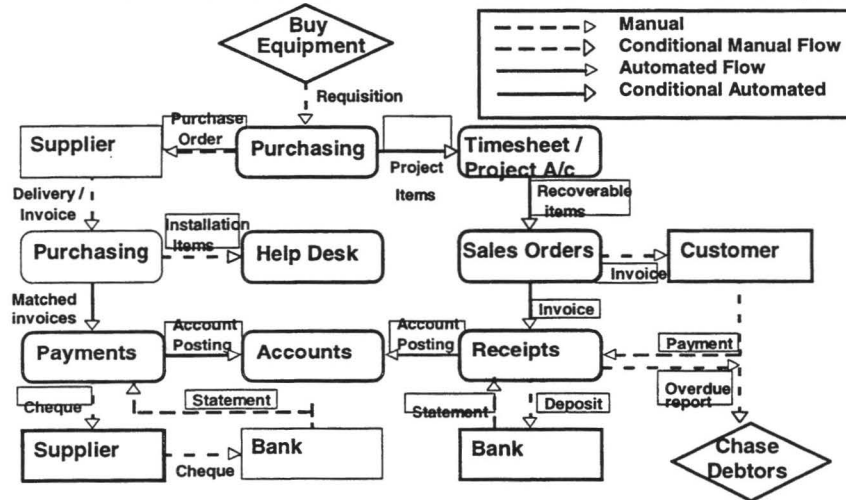 Buy
Equipment
Manual
Conditional Manual Flow
Automated Flow
Conditional Automated
Requisition
Supplier
Purchase
Order
Purchasing
Project
Items
Timesheet /
Project A/c
Delivery /
Invoice
Recoverable
items
Purchasing
Installation
Items
Help Desk
Sales Orders
Invoice
Customer
Matched
invoices
Invoice
Payments
Account
Posting
Accounts
Account
Posting
Receipts
Payment
Overdue
report
Cheque
Statement
Statement
Deposit
Supplier
Cheque
Bank
Bank
Chase
Debtors